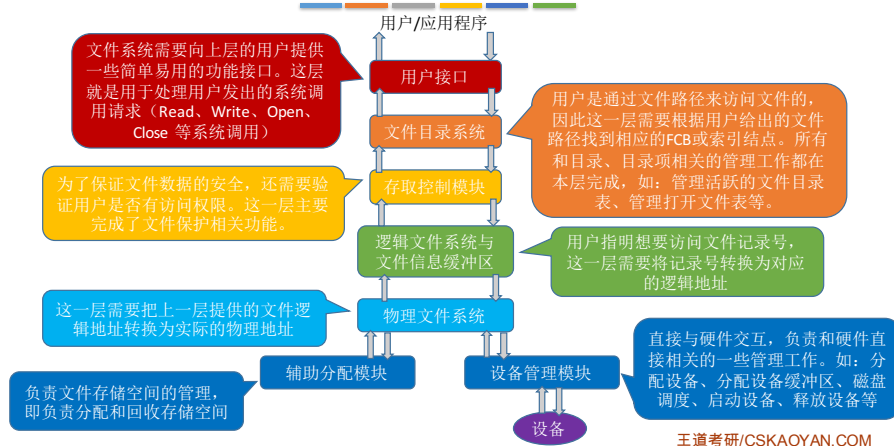 用户/应用程序
文件系统需要向上层的用户提供
一些简单易用的功能接口。这层
就是用于处理用户发出的系统调
用请求（Read、Write、Open、
Close 等系统调用）
用户接口
文件目录系统
用户是通过文件路径来访问文件的，
因此这一层需要根据用户给出的文件
路径找到相应的FCB或索引结点。所有
和目录、目录项相关的管理工作都在
本层完成，如：管理活跃的文件目录
表、管理打开文件表等。
为了保证文件数据的安全，还需要验
证用户是否有访问权限。这一层主要
完成了文件保护相关功能。
存取控制模块
逻辑文件系统与
文件信息缓冲区
用户指明想要访问文件记录号，
这一层需要将记录号转换为对应
的逻辑地址
这一层需要把上一层提供的文件逻
辑地址转换为实际的物理地址
物理文件系统
辅助分配模块
设备管理模块
直接与硬件交互，负责和硬件直
接相关的一些管理工作。如：分
配设备、分配设备缓冲区、磁盘
调度、启动设备、释放设备等
负责文件存储空间的管理，
即负责分配和回收存储空间
设备
王道考研/CSKAOYAN.COM